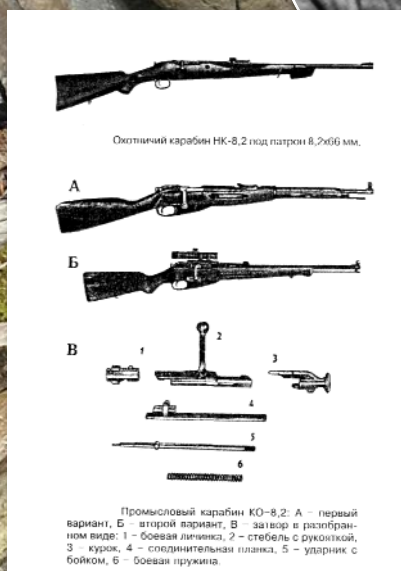 Охотничий карабин НК-8,2 под патрон 8,2х66 мм.
А
Б
В
1
2
3
4
5
6
Промысловый карабин КО-8,2: А – первый
вариант, Б – второй вариант, В – затвор в разобран-
ном виде: 1 – боевая личинка, 2 – стебель с рукояткой,
3 – курок, 4 – соединительная планка, 5 – ударник с
бойком, 6 – боевая пружина.